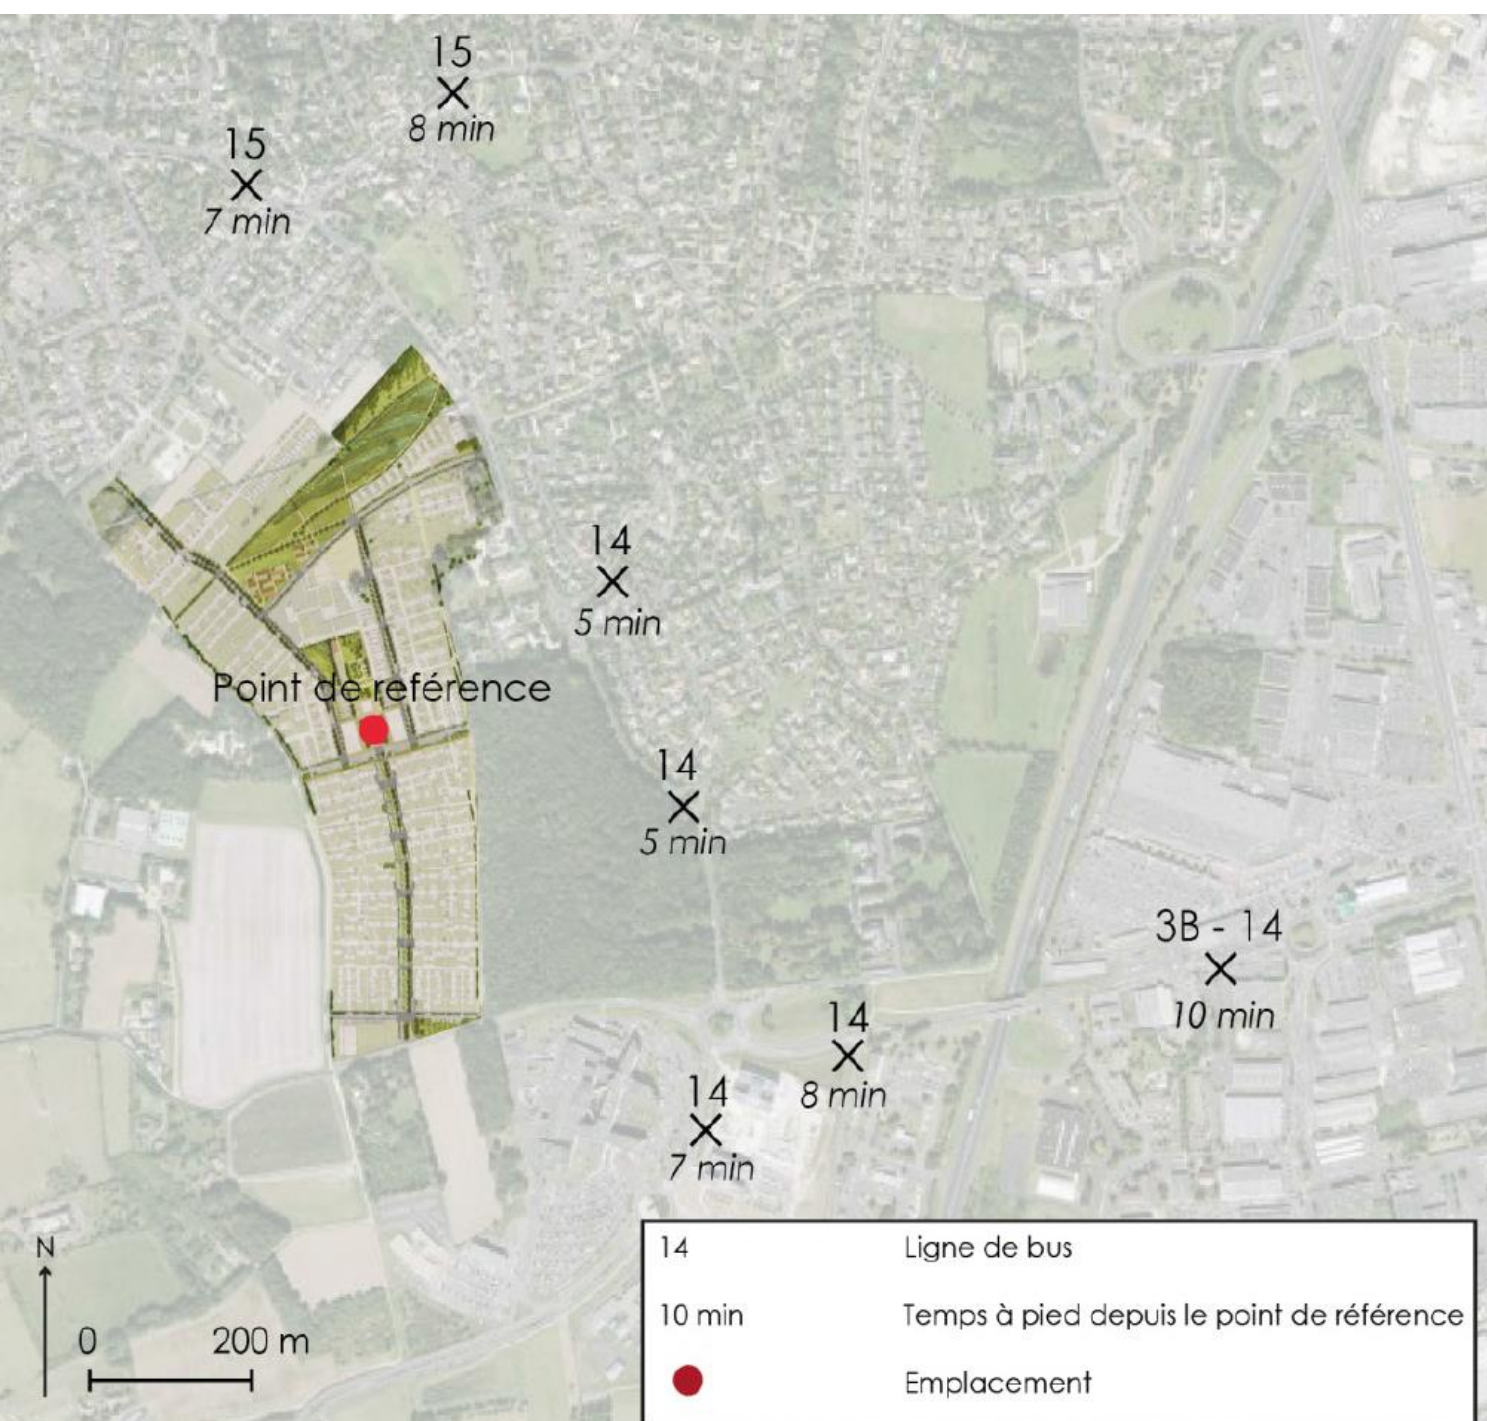 15
8 min
15
7 min
14
5 min
Point de reférence
14
5 min
3B - 14
10 min
14
8 min
14
7 min
N
0 200 m
14 Ligne de bus
10 min Temps à pied depuis le point de référence
Emplacement